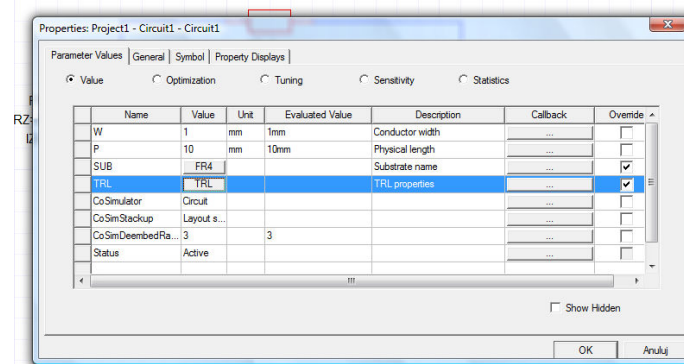 Properties: Project1 - Circuit1 - Circuit1
Parameter Values General Symbol Property Displays
Value Optimization Tuning Sensitivity Statistics
RZ
Name Value Unit Evaluated Value Description Callback Override
W 1 mm 1mm Conductor width ...
P 10 mm 10mm Physical length ...
SUB FR4 Substrate name ...
TRL TRL TRL properties ...
CoSimulator Circuit ...
CoSimStackup Layout s... ...
CoSimDeembedRa... 3 3 ...
Status Active ...
Show Hidden
OK Anuluj